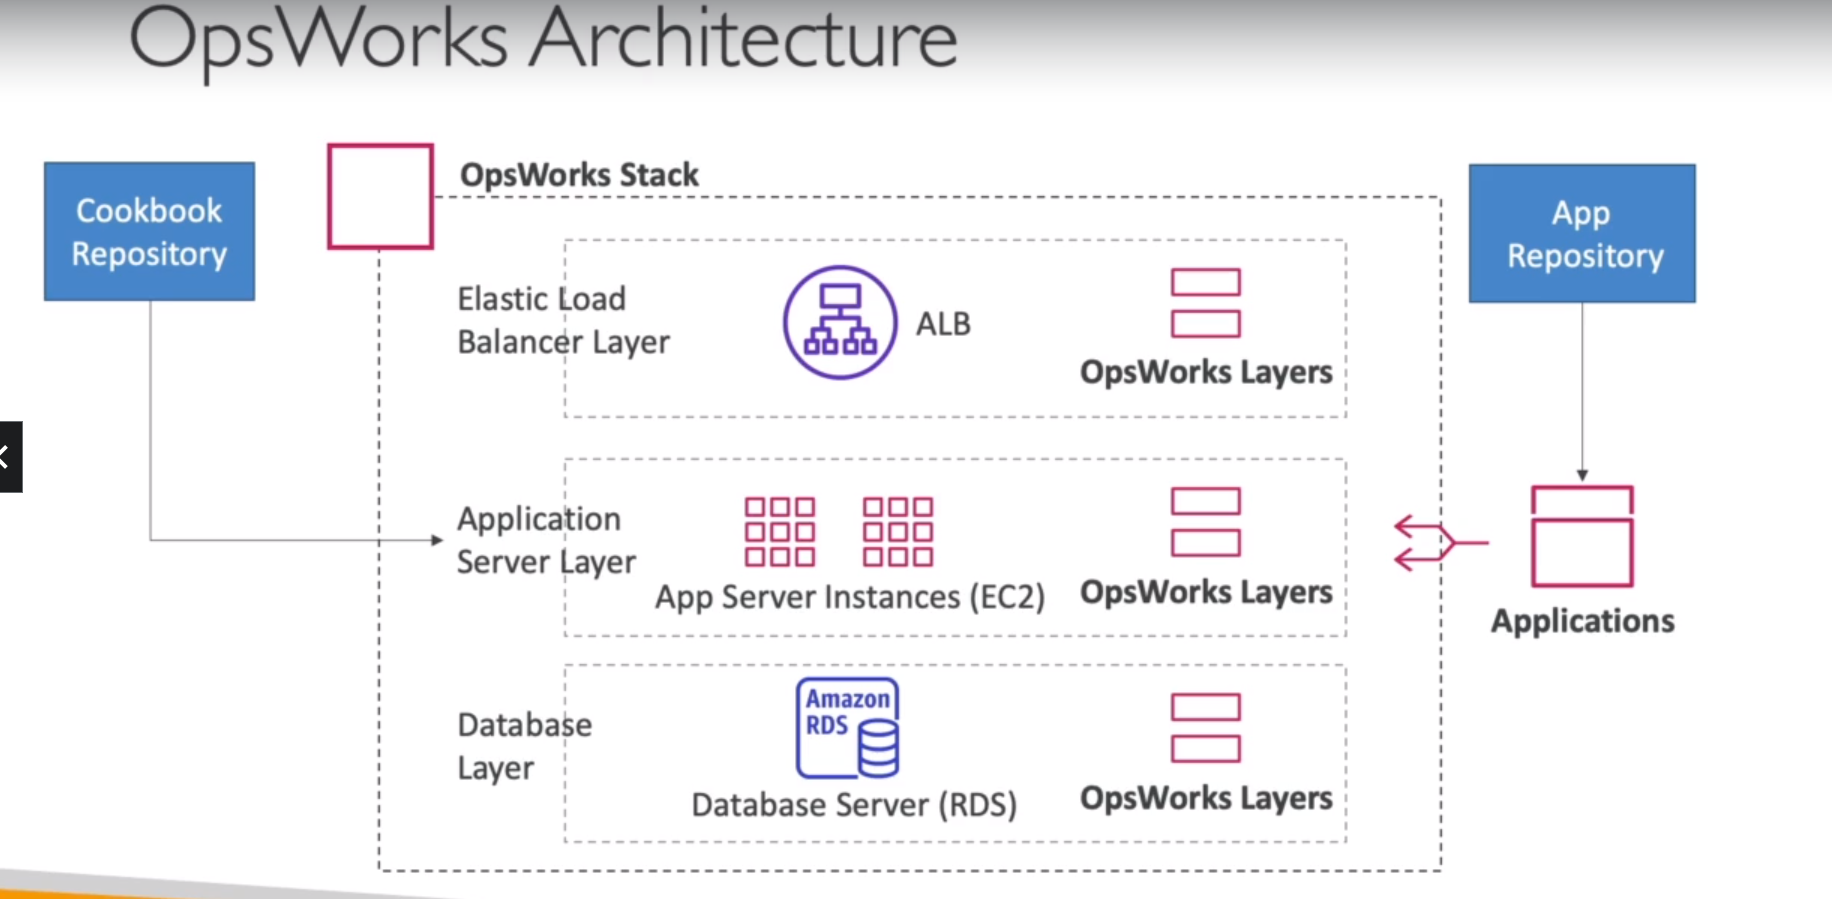 OpsWorks Architecture
Cookbook
Repository
OpsWorks Stack
App
Repository
Elastic Load
Balancer Layer
ALB
OpsWorks Layers
Application
Server Layer
App Server Instances (EC2)
OpsWorks Layers
Applications
Database
Layer
Amazon
RDS
Database Server (RDS)
OpsWorks Layers